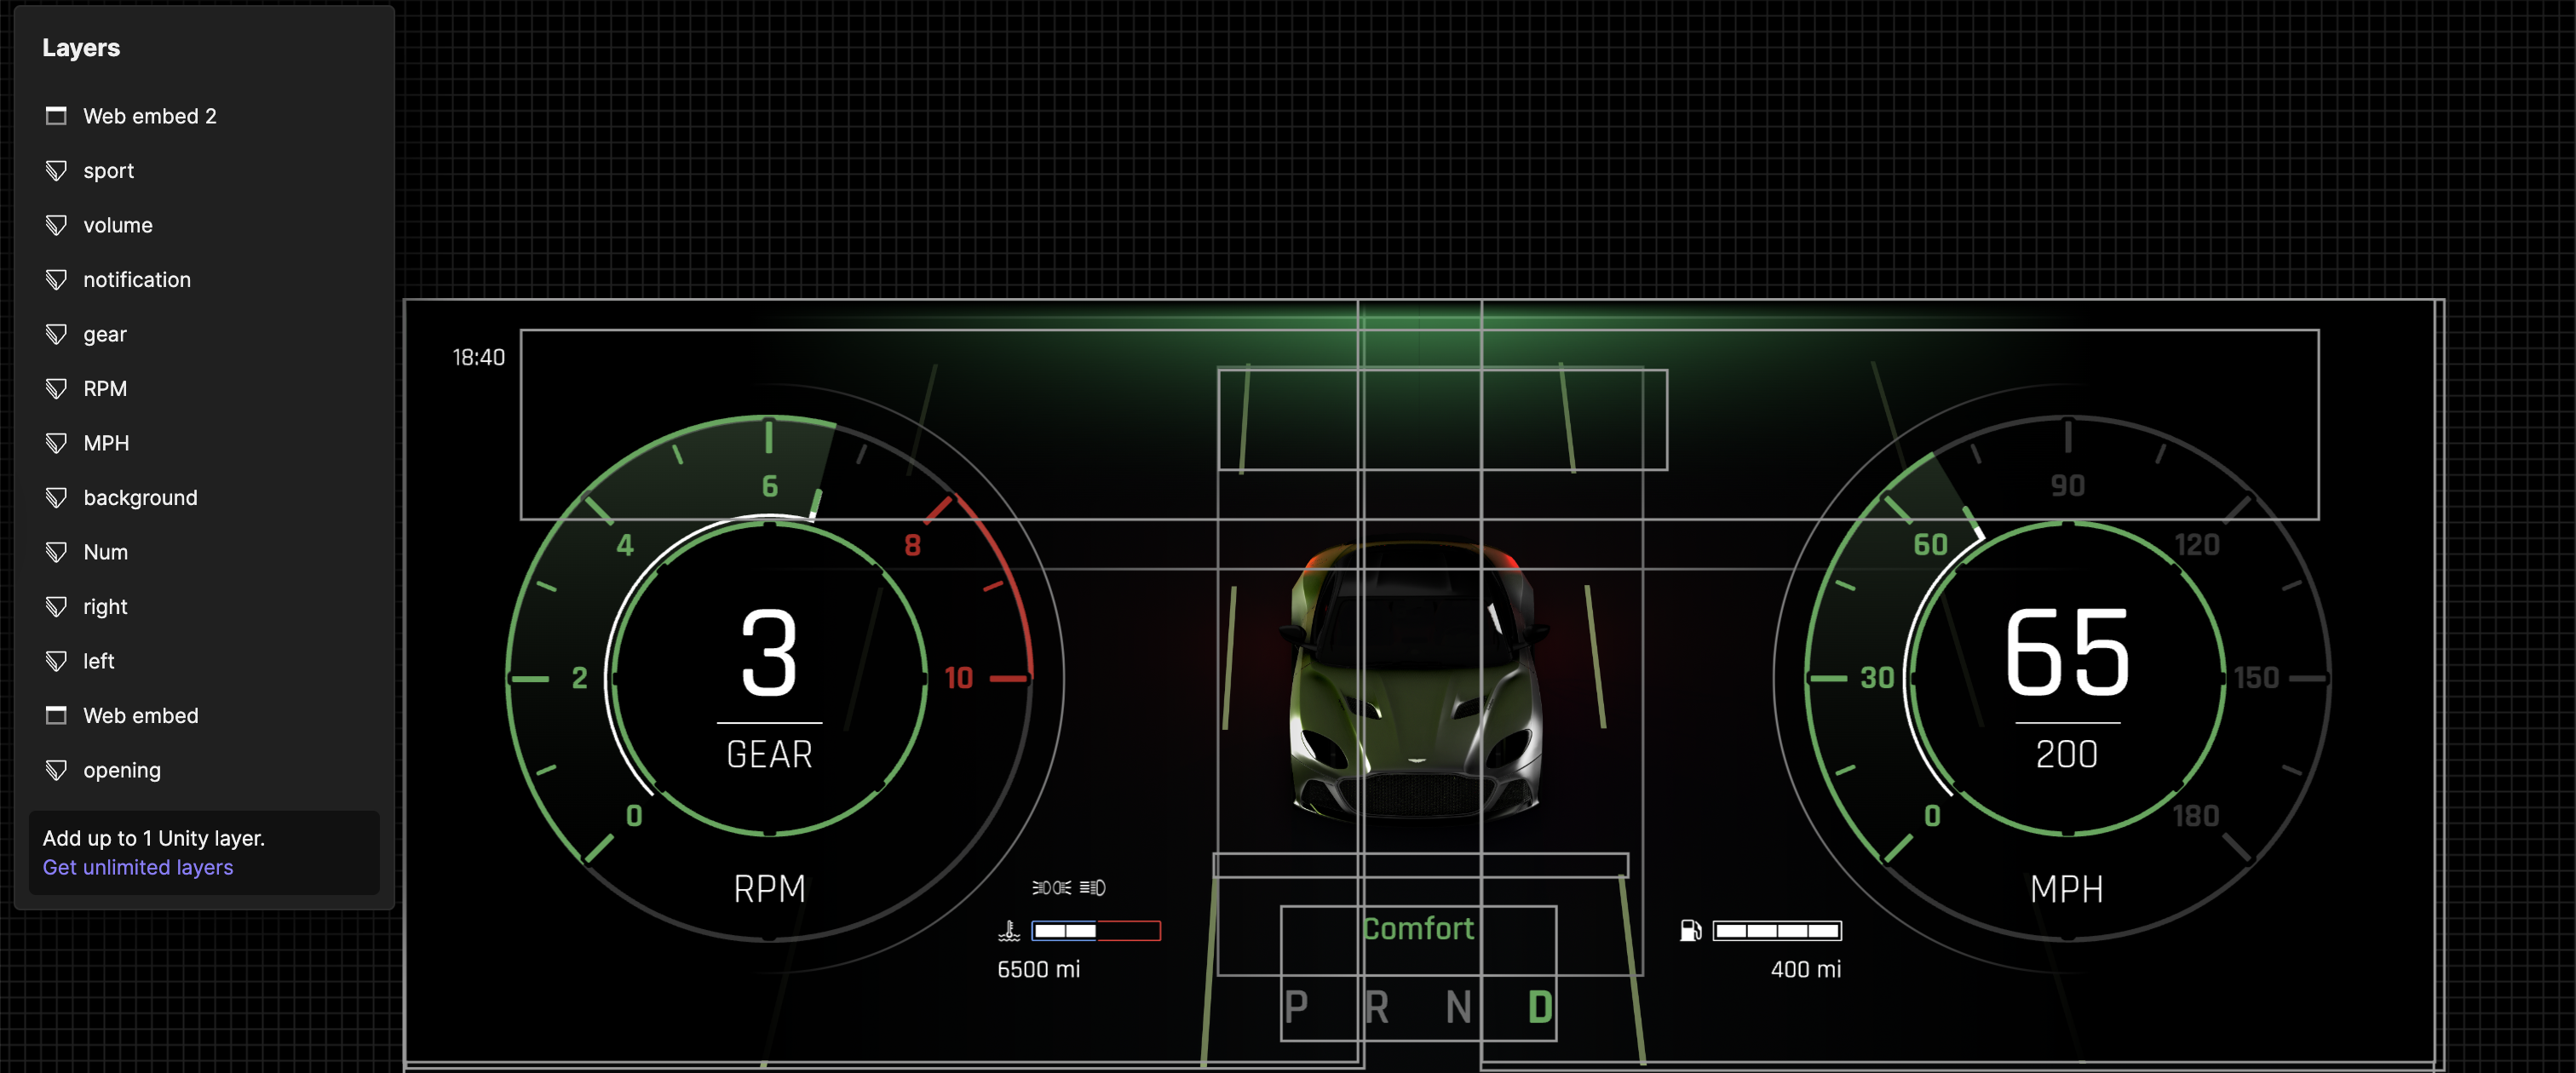 Layers
Web embed 2
sport
volume
notification
gear
RPM
MPH
background
Num
right
left
Web embed
opening
Add up to 1 Unity layer.
Get unlimited layers
18:40
6
4
8
2
10
0
3
GEAR
RPM
6500 mi
Comfort
P R N D
90
60
120
30
150
0
180
65
200
MPH
400 mi